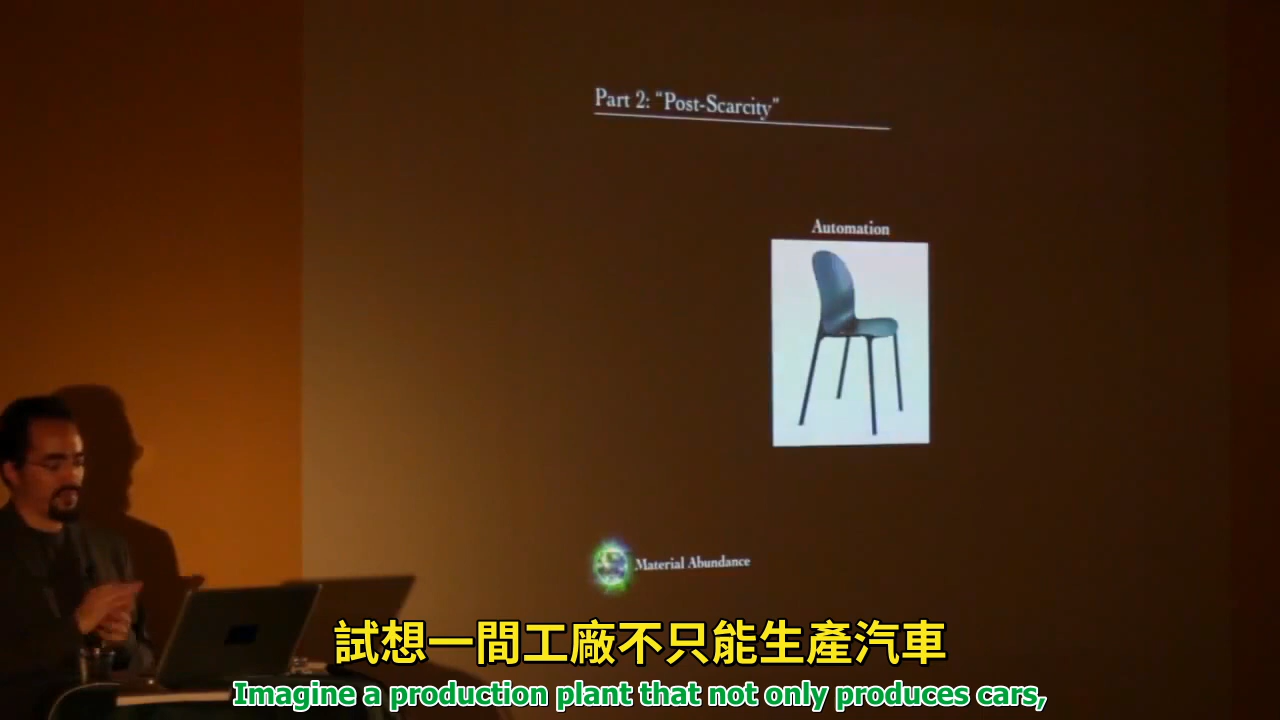 Part 2: "Post-Scarcity"
Automation
Material Abundance
試想一間工廠不只能生產汽車
Imagine a production plant that not only produces cars,